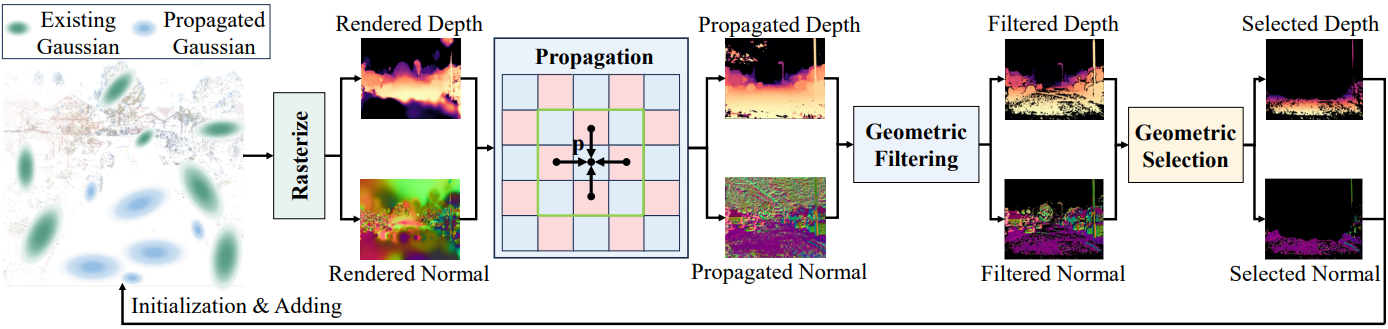 Existing
Gaussian
Propagated
Gaussian
Rasterize
Rendered Depth
Rendered Normal
Propagation
p
Propagated Depth
Propagated Normal
Geometric
Filtering
Filtered Depth
Filtered Normal
Geometric
Selection
Selected Depth
Selected Normal
Initialization & Adding